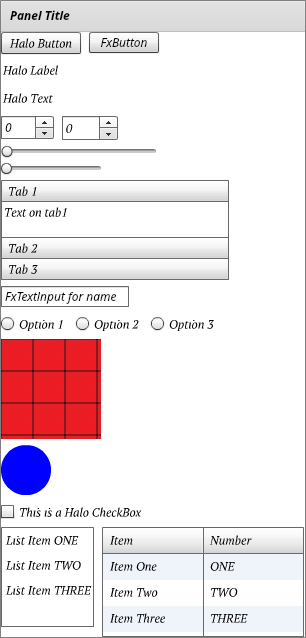 Panel Title
Halo Button FxButton
Halo Label
Halo Text
0 0
Tab 1
Text on tab1
Tab 2
Tab 3
FxTextInput for name
Option 1 Option 2 Option 3
This is a Halo CheckBox
List Item ONE
List Item TWO
List Item THREE
Item Number
Item One ONE
Item Two TWO
Item Three THREE